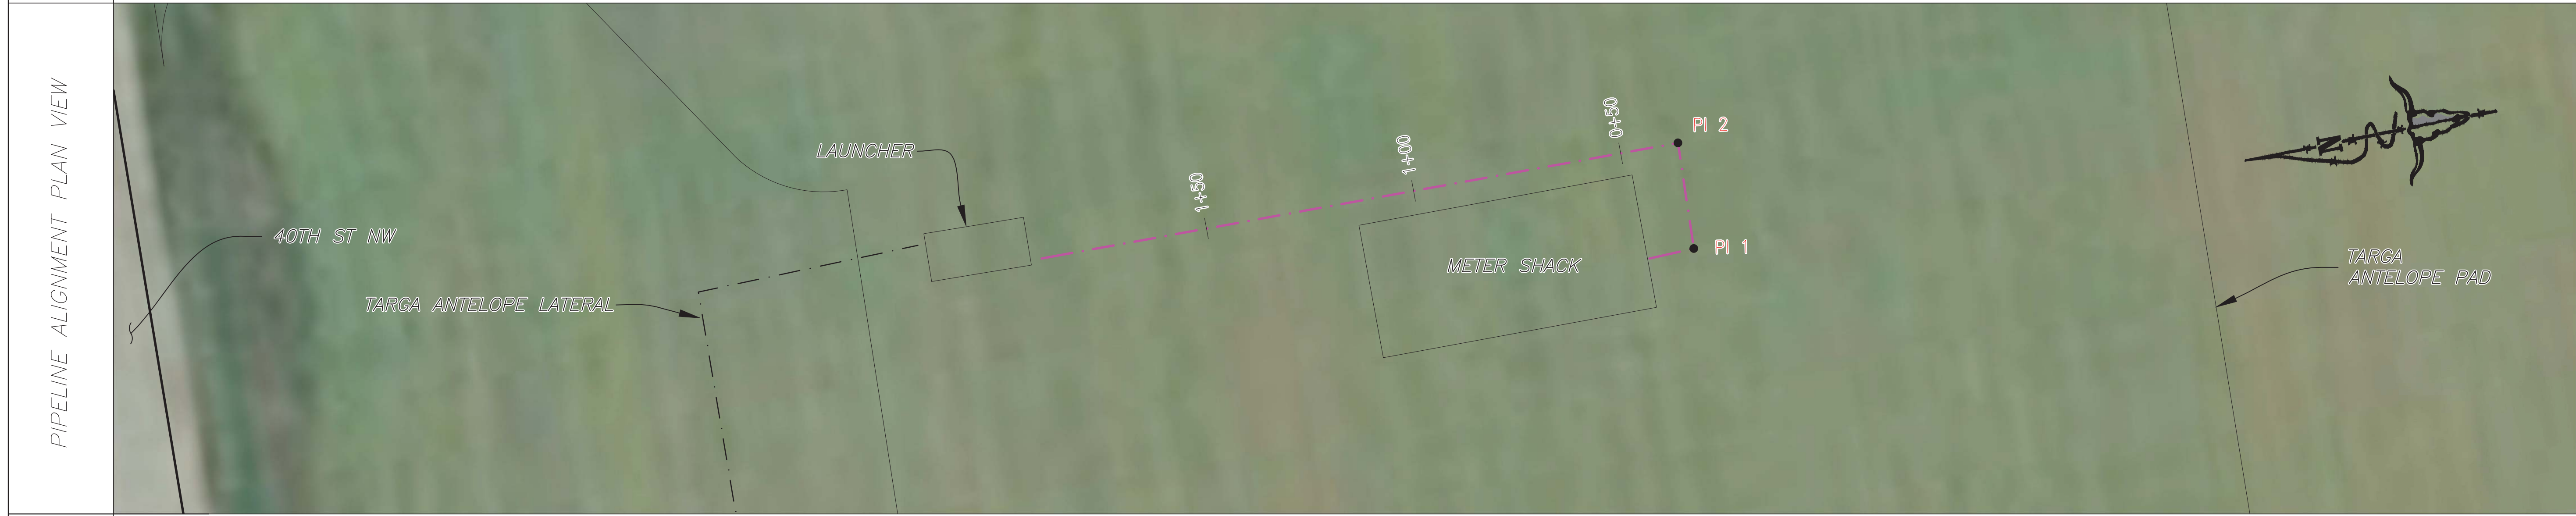 PIPELINE ALIGNMENT PLAN VIEW
40TH ST NW
TARGA ANTELOPE LATERAL
LAUNCHER
1+50
1+00
0+50
PI 2
PI 1
METER SHACK
N
TARGA
ANTELOPE PAD